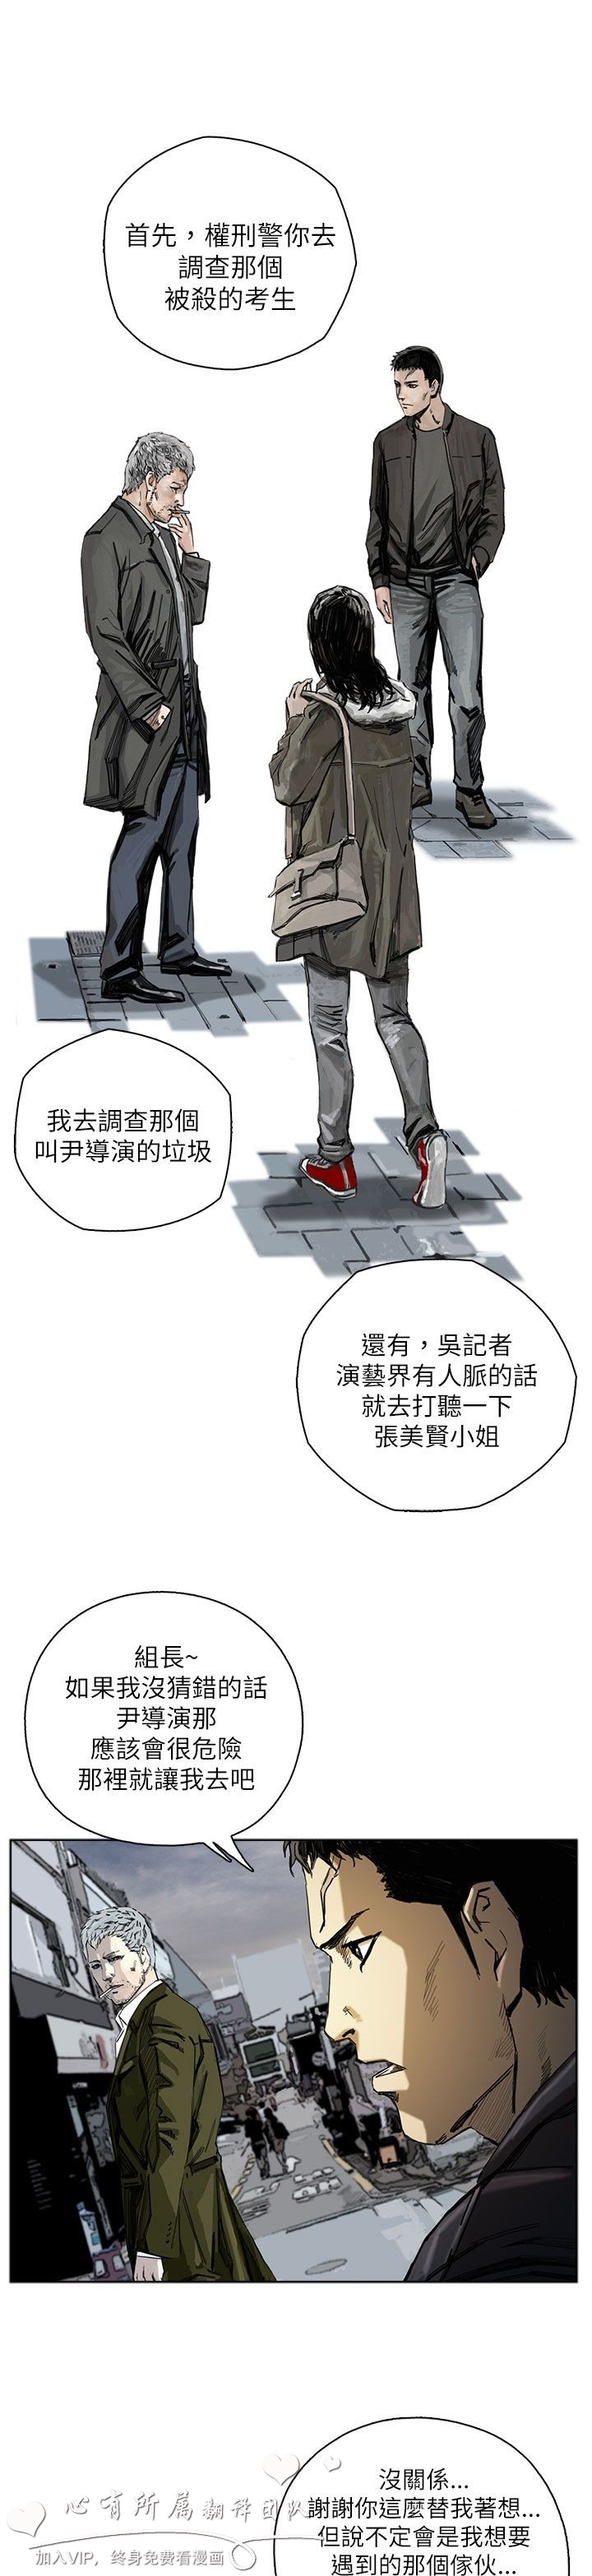 首先，權刑警你去
調查那個
被殺的考生
我去調查那個
叫尹導演的垃圾
還有，吳記者
演藝界有人脈的話
就去打聽一下
張美賢小姐
組長~
如果我沒猜錯的話
尹導演那
應該會很危險
那裡就讓我去吧
沒關係...
謝謝你這麼替我著想...
但說不定會是我想要
遇到的那個傢伙...
心有所属翻译团队
加入VIP，终身免费看漫画